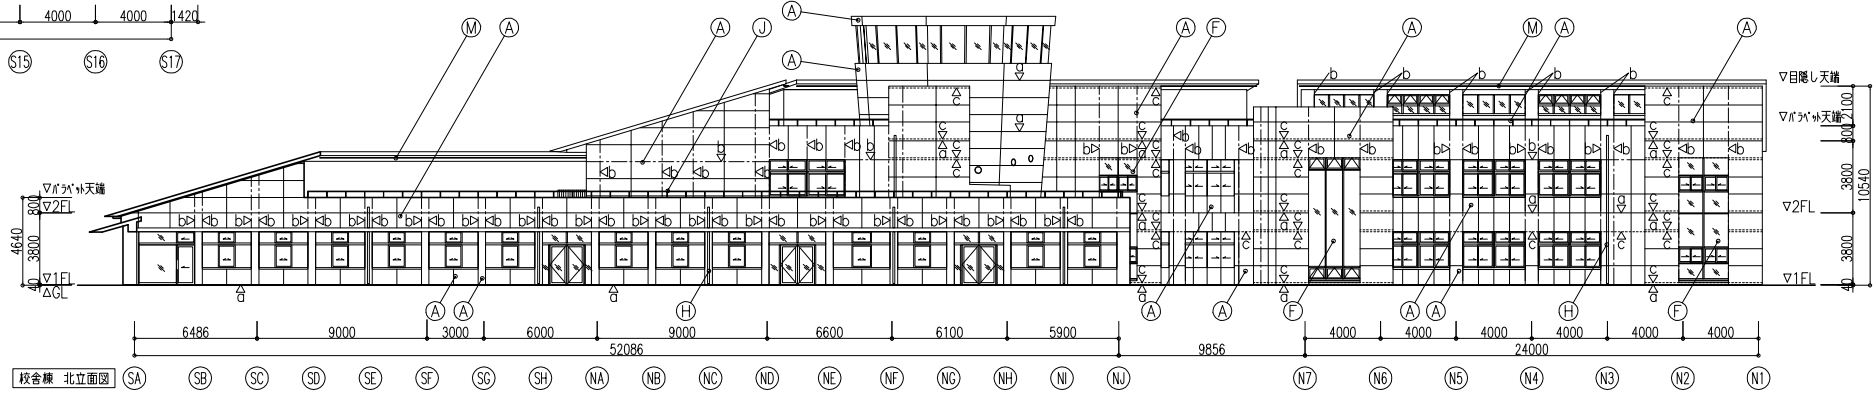 4000 4000 1420
S15 S16 S17
A M A A J A A A F A M A A
a b b b b b b
▽目隠し天端
▽パラペット天端
2100
800
3800
▽2FL
3800
▽1FL
40
10540
▽パラペット天端
▽2FL
800
3800
4640
▽1FL
△GL
40
a a
A A H A A F A A H F
6486 9000 3000 6000 9000 6600 6100 5900 4000 4000 4000 4000 4000 4000
52086 9856 24000
校舎棟 北立面図 SA SB SC SD SE SF SG SH NA NB NC ND NE NF NG NH NI NJ N7 N6 N5 N4 N3 N2 N1